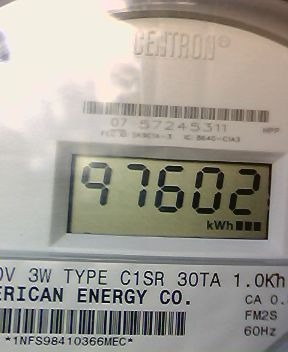 CENTRON®
07 57245311
97602
kWh
0V 3W TYPE C1SR 30TA 1.0Kh
ERICAN ENERGY CO.
CA 0.
FM2S
60Hz
*1NFS98410366MEC*